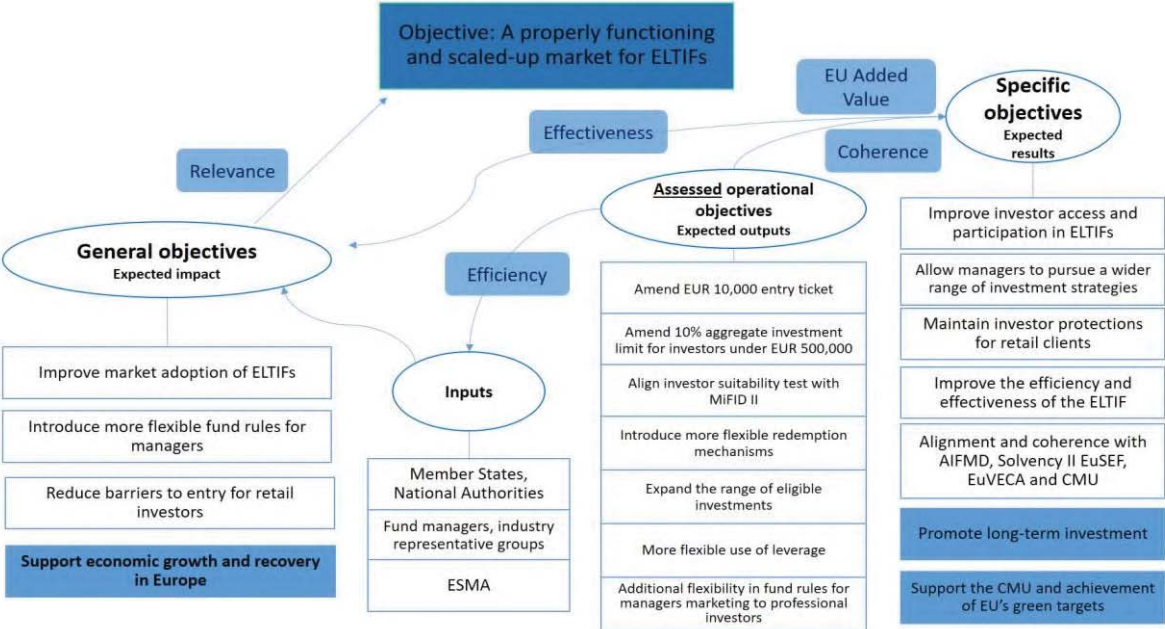 Objective: A properly functioning
and scaled-up market for ELTIFs
EU Added
Value
Specific
objectives
Expected
results
Effectiveness
Coherence
Relevance
Assessed operational
objectives
Expected outputs
General objectives
Expected impact
Efficiency
Inputs
Improve market adoption of ELTIFs
Introduce more flexible fund rules for
managers
Reduce barriers to entry for retail
investors
Support economic growth and recovery
in Europe
Member States,
National Authorities
Fund managers, industry
representative groups
ESMA
Amend EUR 10,000 entry ticket
Amend 10% aggregate investment
limit for investors under EUR 500,000
Align investor suitability test with
MiFID II
Introduce more flexible redemption
mechanisms
Expand the range of eligible
investments
More flexible use of leverage
Additional flexibility in fund rules for
managers marketing to professional
investors
Improve investor access and
participation in ELTIFs
Allow managers to pursue a wider
range of investment strategies
Maintain investor protections
for retail clients
Improve the efficiency and
effectiveness of the ELTIF
Alignment and coherence with
AIFMD, Solvency II EuSEF,
EuVECA and CMU
Promote long-term investment
Support the CMU and achievement
of EU's green targets